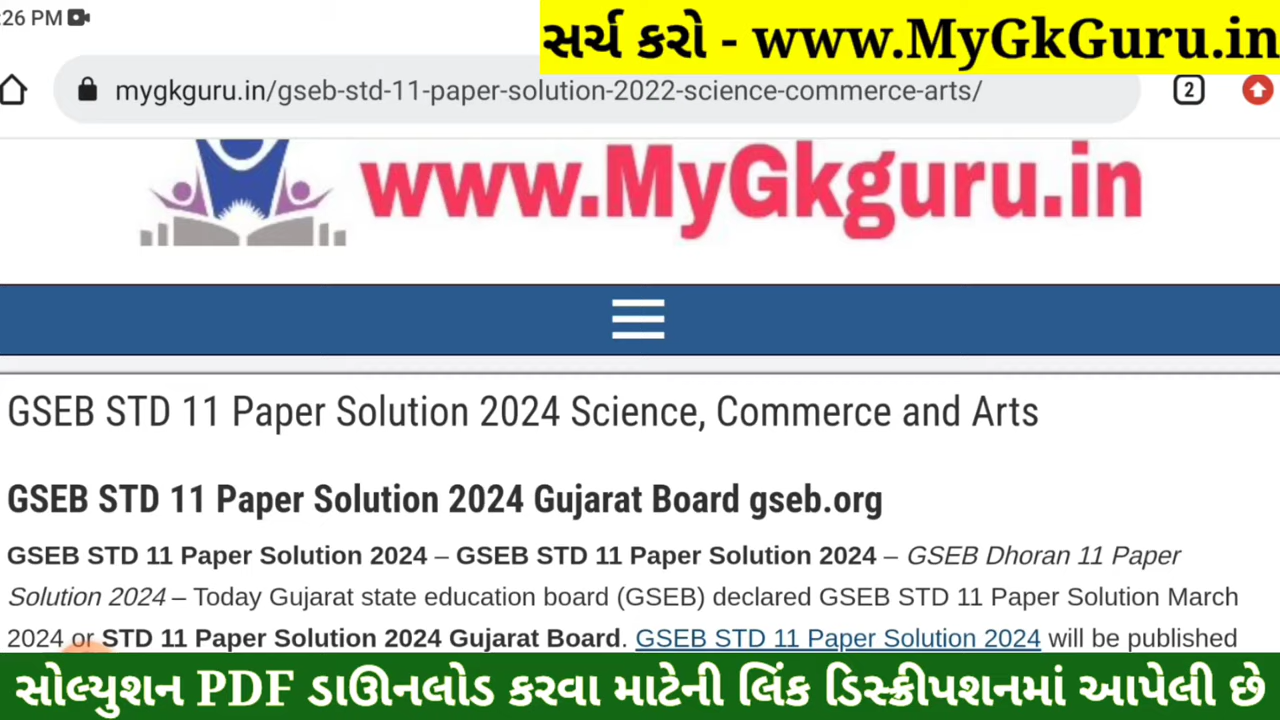 :26 PM
સર્ચ કરો - www.MyGkGuru.in
mygkguru.in/gseb-std-11-paper-solution-2022-science-commerce-arts/
2
www.MyGkguru.in
GSEB STD 11 Paper Solution 2024 Science, Commerce and Arts
GSEB STD 11 Paper Solution 2024 Gujarat Board gseb.org
GSEB STD 11 Paper Solution 2024 – GSEB STD 11 Paper Solution 2024 – GSEB Dhoran 11 Paper
Solution 2024 – Today Gujarat state education board (GSEB) declared GSEB STD 11 Paper Solution March
2024 or STD 11 Paper Solution 2024 Gujarat Board. GSEB STD 11 Paper Solution 2024 will be published
સોલ્યુશન PDF ડાઊનલોડ કરવા માટેની લિંક ડિસ્ક્રીપશનમાં આપેલી છે